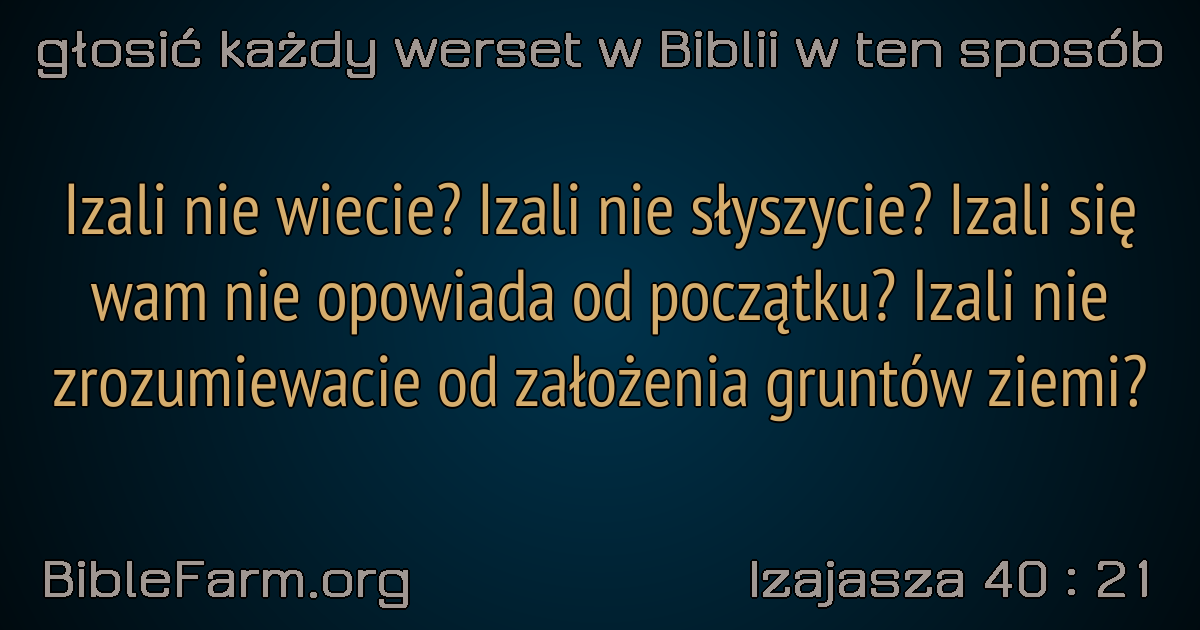 głosić każdy werset w Biblii w ten sposób
Izali nie wiecie? Izali nie słyszycie? Izali się
wam nie opowiada od początku? Izali nie
zrozumiewacie od założenia gruntów ziemi?
BibleFarm.org
Izajasza 40 : 21